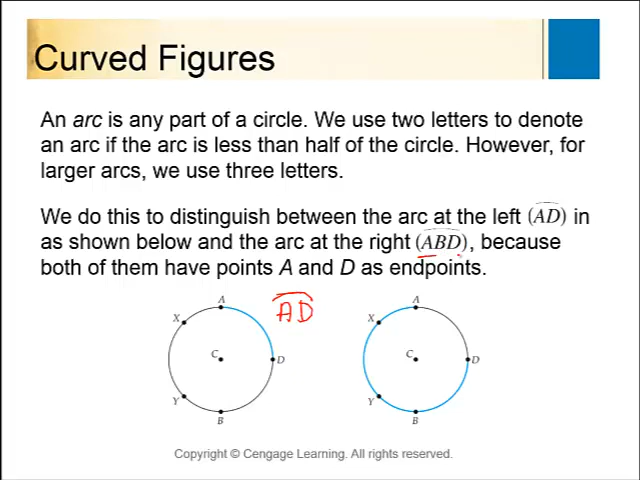 Curved Figures
An arc is any part of a circle. We use two letters to denote
an arc if the arc is less than half of the circle. However, for
larger arcs, we use three letters.
We do this to distinguish between the arc at the left (AD) in
as shown below and the arc at the right (ABD), because
both of them have points A and D as endpoints.
A
AD
A
X
X
C
D
C
D
Y
Y
B
B
Copyright © Cengage Learning. All rights reserved.